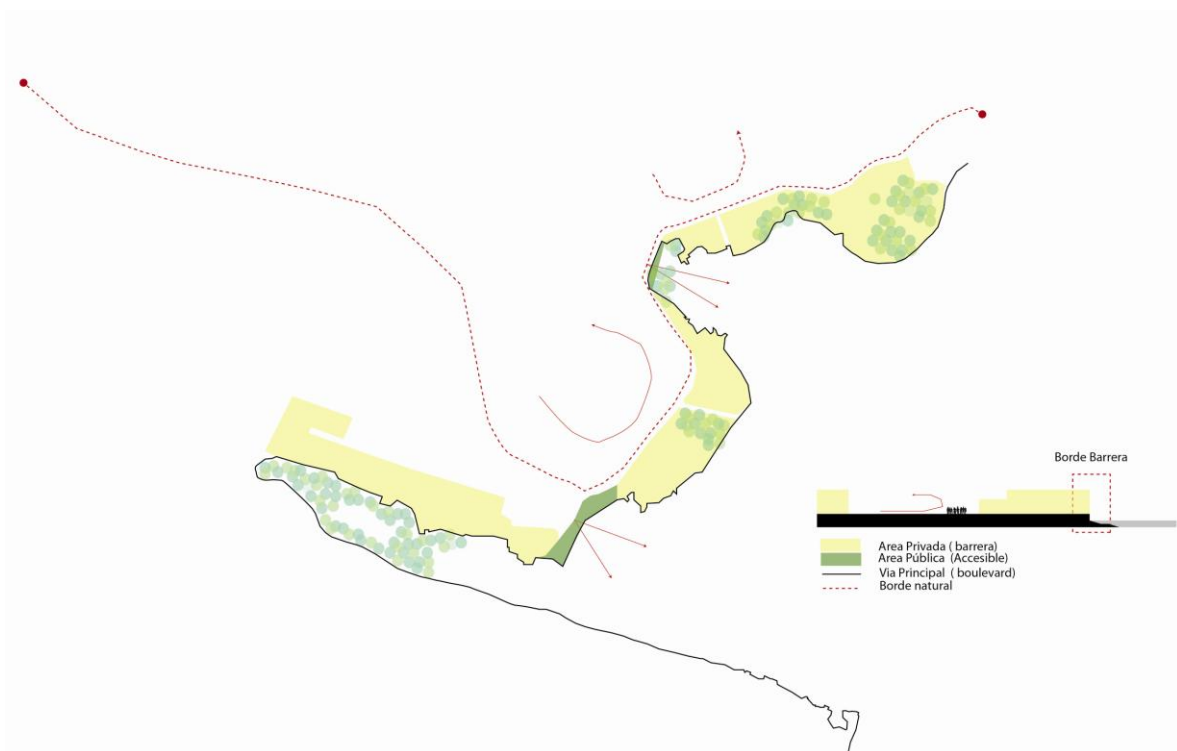 Borde Barrera
Area Privada ( barrera)
Area Pública (Accesible)
Via Principal ( boulevard)
Borde natural